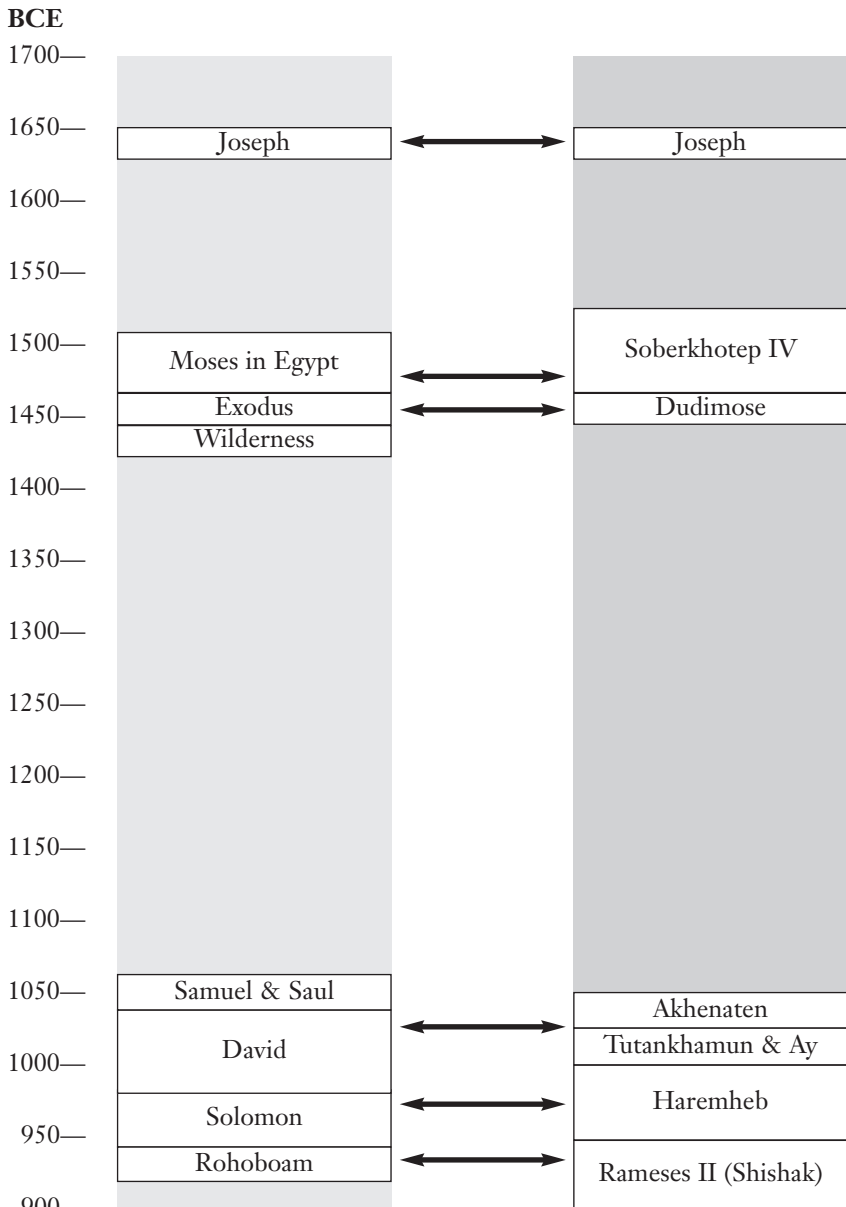 BCE
1700—
1650—
Joseph
Joseph
1600—
1550—
1500—
Moses in Egypt
Soberkhotep IV
1450—
Exodus
Dudimose
Wilderness
1400—
1350—
1300—
1250—
1200—
1150—
1100—
1050—
Samuel & Saul
Akhenaten
1000—
David
Tutankhamun & Ay
Solomon
Haremheb
950—
Rohoboam
Rameses II (Shishak)
900